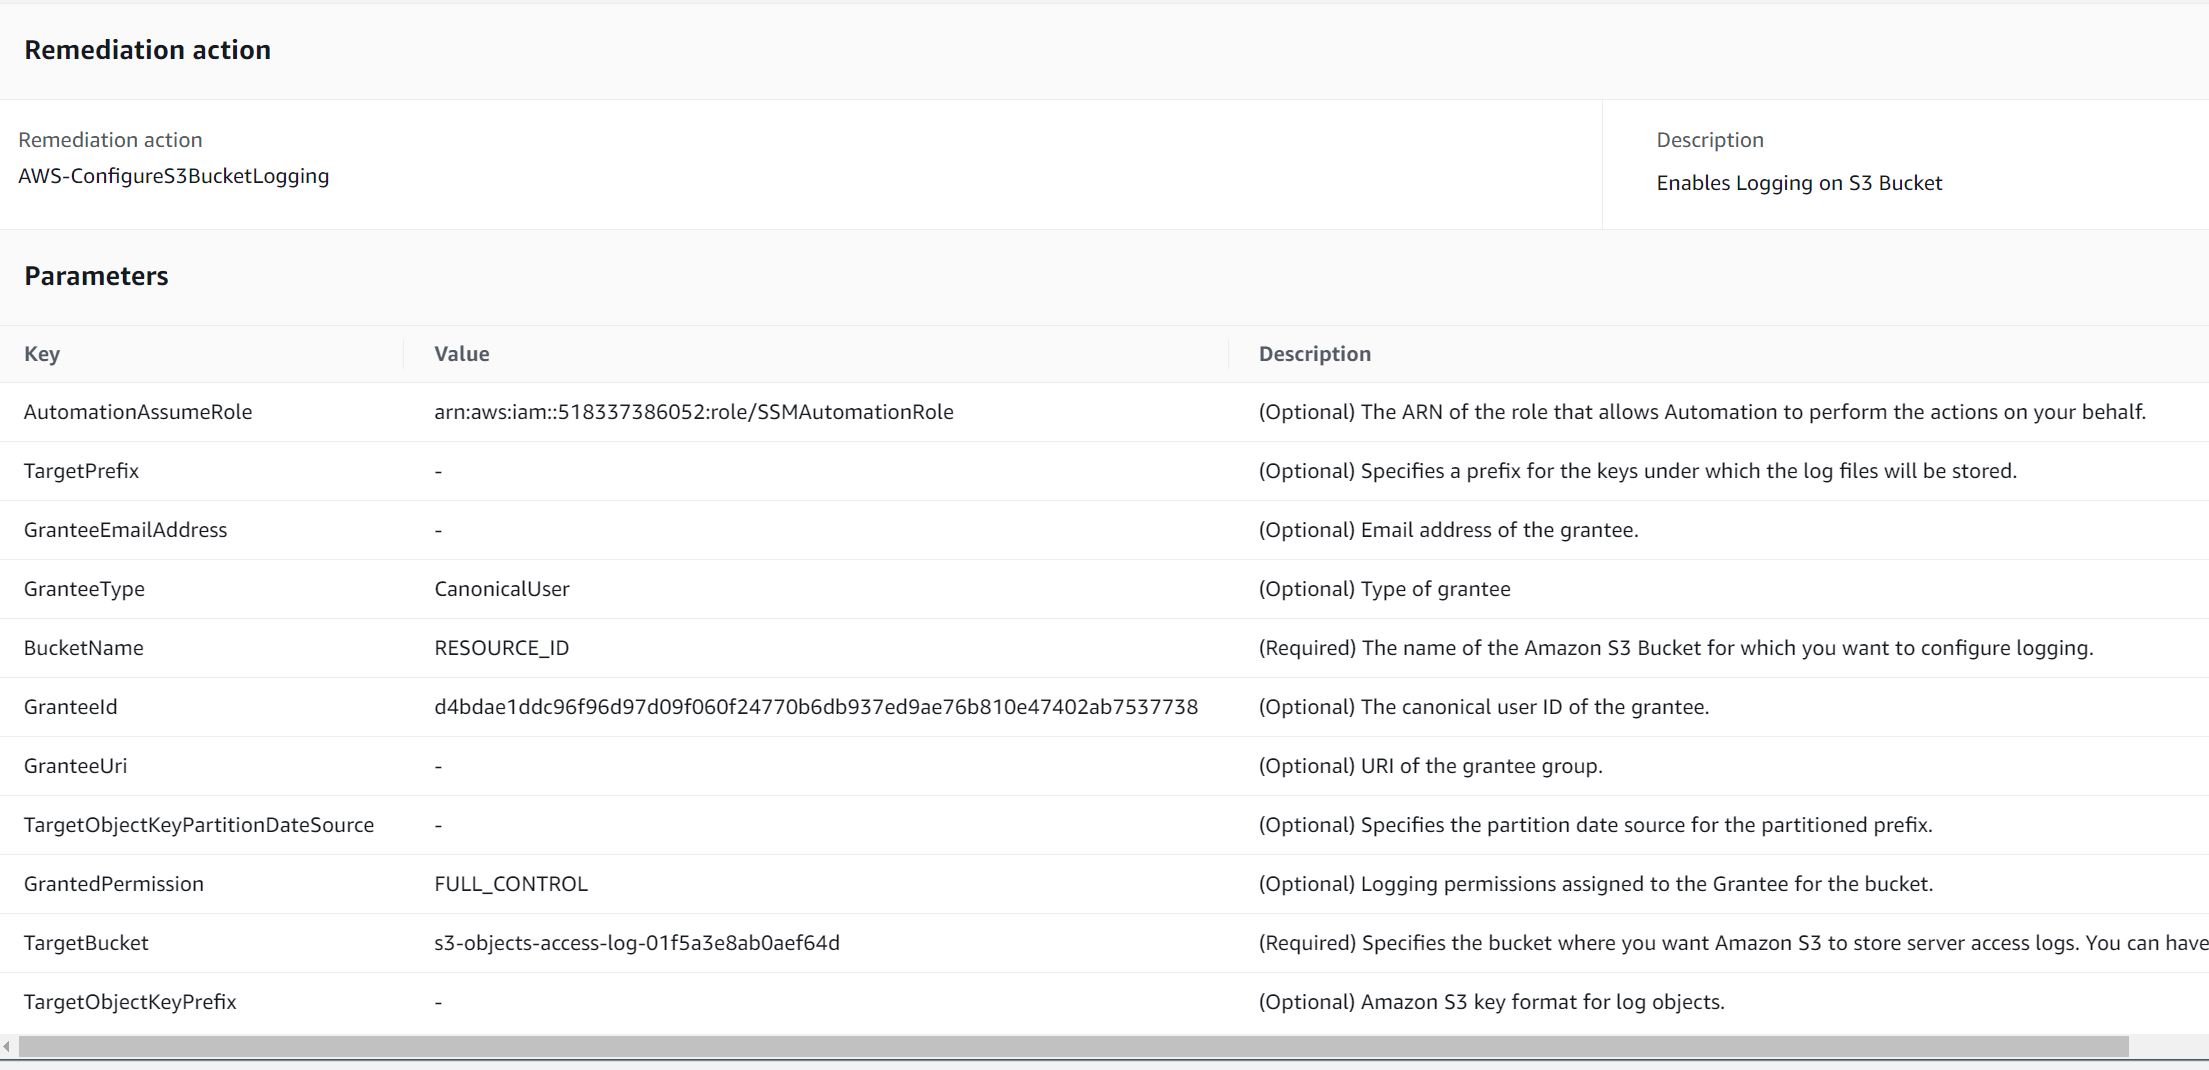 Remediation action
Remediation action
AWS-ConfigureS3BucketLogging
Description
Enables Logging on S3 Bucket
Parameters
Key Value Description
AutomationAssumeRole arn:aws:iam::518337386052:role/SSMAutomationRole (Optional) The ARN of the role that allows Automation to perform the actions on your behalf.
TargetPrefix - (Optional) Specifies a prefix for the keys under which the log files will be stored.
GranteeEmailAddress - (Optional) Email address of the grantee.
GranteeType CanonicalUser (Optional) Type of grantee
BucketName RESOURCE_ID (Required) The name of the Amazon S3 Bucket for which you want to configure logging.
GranteeId d4bdae1ddc96f96d97d09f060f24770b6db937ed9ae76b810e47402ab7537738 (Optional) The canonical user ID of the grantee.
GranteeUri - (Optional) URI of the grantee group.
TargetObjectKeyPartitionDateSource - (Optional) Specifies the partition date source for the partitioned prefix.
GrantedPermission FULL_CONTROL (Optional) Logging permissions assigned to the Grantee for the bucket.
TargetBucket s3-objects-access-log-01f5a3e8ab0aef64d (Required) Specifies the bucket where you want Amazon S3 to store server access logs. You can have
TargetObjectKeyPrefix - (Optional) Amazon S3 key format for log objects.